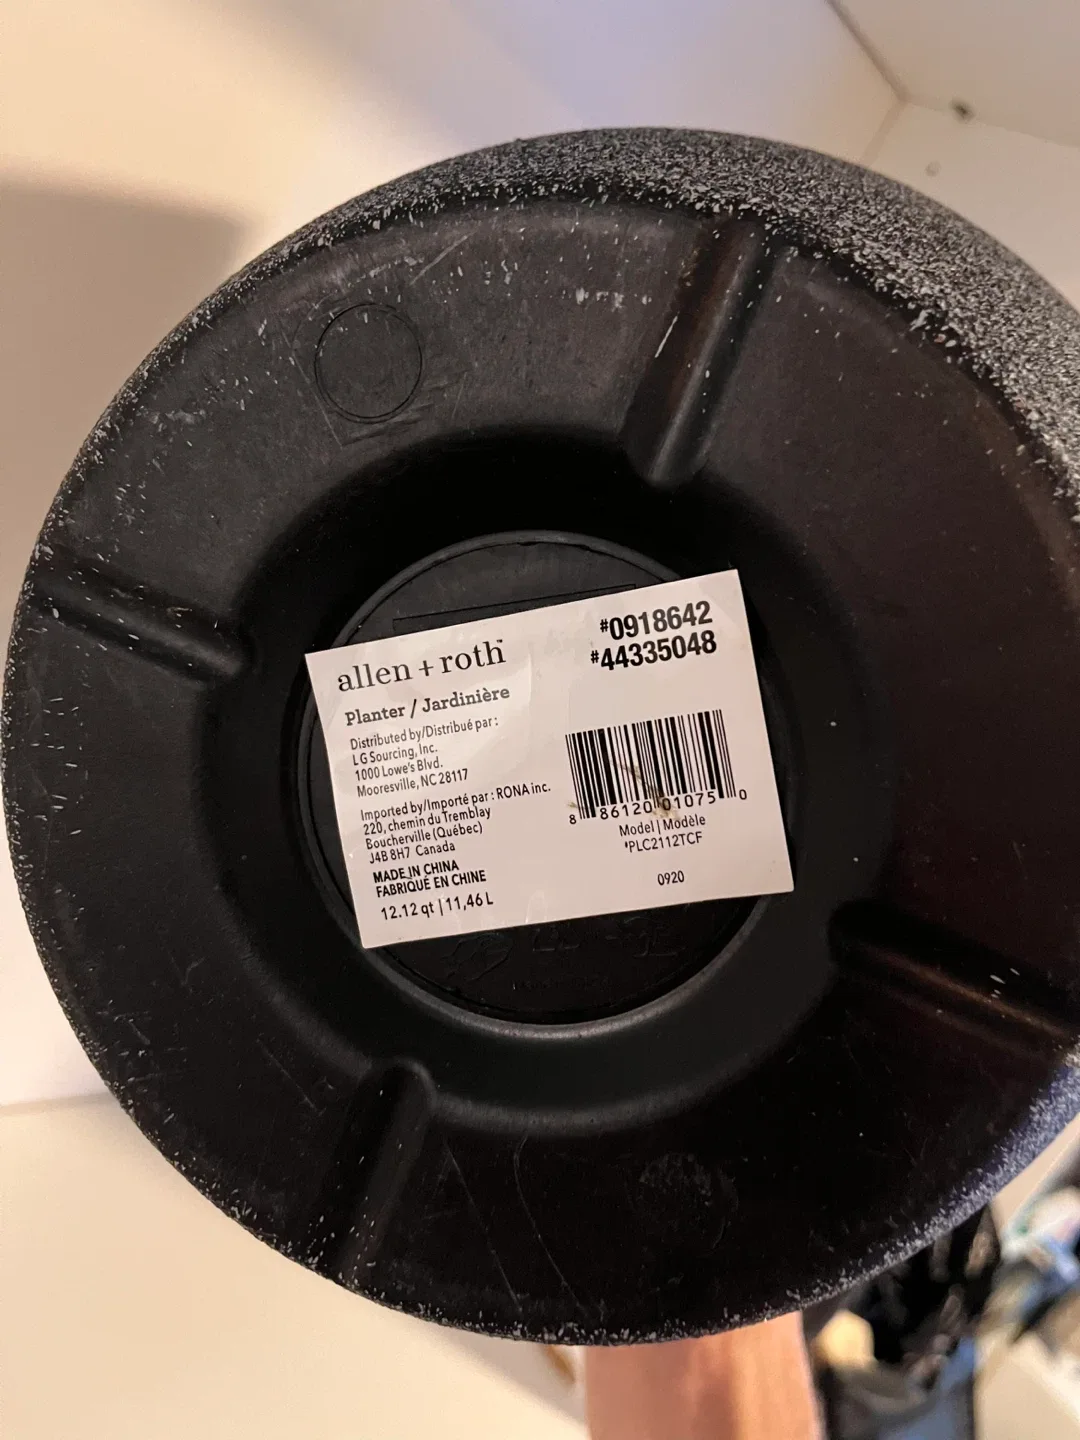 allen + roth™
Planter / Jardinière
Distributed by/Distribué par :
LG Sourcing, Inc.
1000 Lowe's Blvd.
Mooresville, NC 28117
Imported by/Importé par : RONA inc.
220, chemin du Tremblay
Boucherville (Québec)
J4B 8H7 Canada
MADE IN CHINA
FABRIQUÉ EN CHINE
12.12 qt | 11,46 L
#0918642
#44335048
8 86120 01075 0
Model | Modèle
#PLC2112TCF
0920